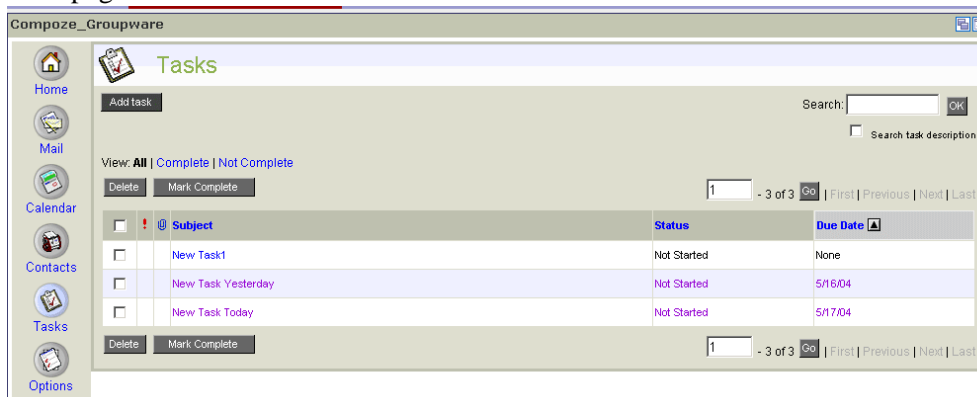 Compoze_Groupware
Home
Mail
Calendar
Contacts
Tasks
Options
Tasks
Add task
Search: OK
Search task description
View: All | Complete | Not Complete
Delete Mark Complete 1 - 3 of 3 Go | First | Previous | Next | Last
! Subject Status Due Date
New Task1 Not Started None
New Task Yesterday Not Started 5/16/04
New Task Today Not Started 5/17/04
Delete Mark Complete 1 - 3 of 3 Go | First | Previous | Next | Last